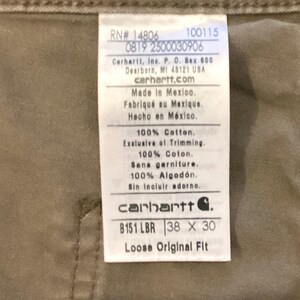 RN# 14806 100115
0819 2500030906
Carhartt, Inc. P. O. Box 600
Dearborn, MI 48121 USA
carhartt.com
Made in Mexico.
Fabriqué au Mexique.
Hecho en México.
100% Cotton.
Exclusive of Trimming.
100% Coton.
Sans garniture.
100% Algodón.
Sin incluir adorno.
carhartt
B151 LBR 38 X 30
Loose Original Fit